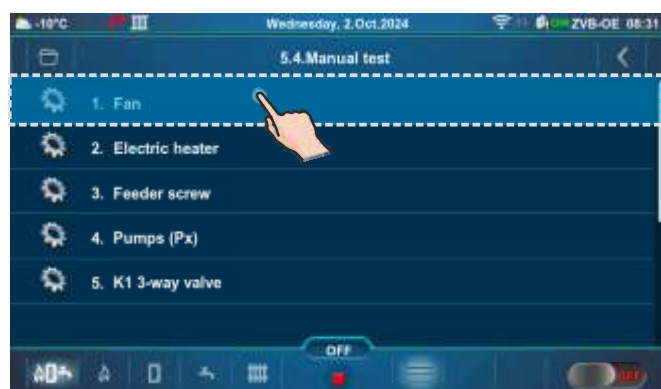 -10°C Wednesday, 2.Oct.2024 ZVB-OE 08:31
5.4.Manual test
1. Fan
2. Electric heater
3. Feeder screw
4. Pumps (Px)
5. K1 3-way valve
OFF
OFF